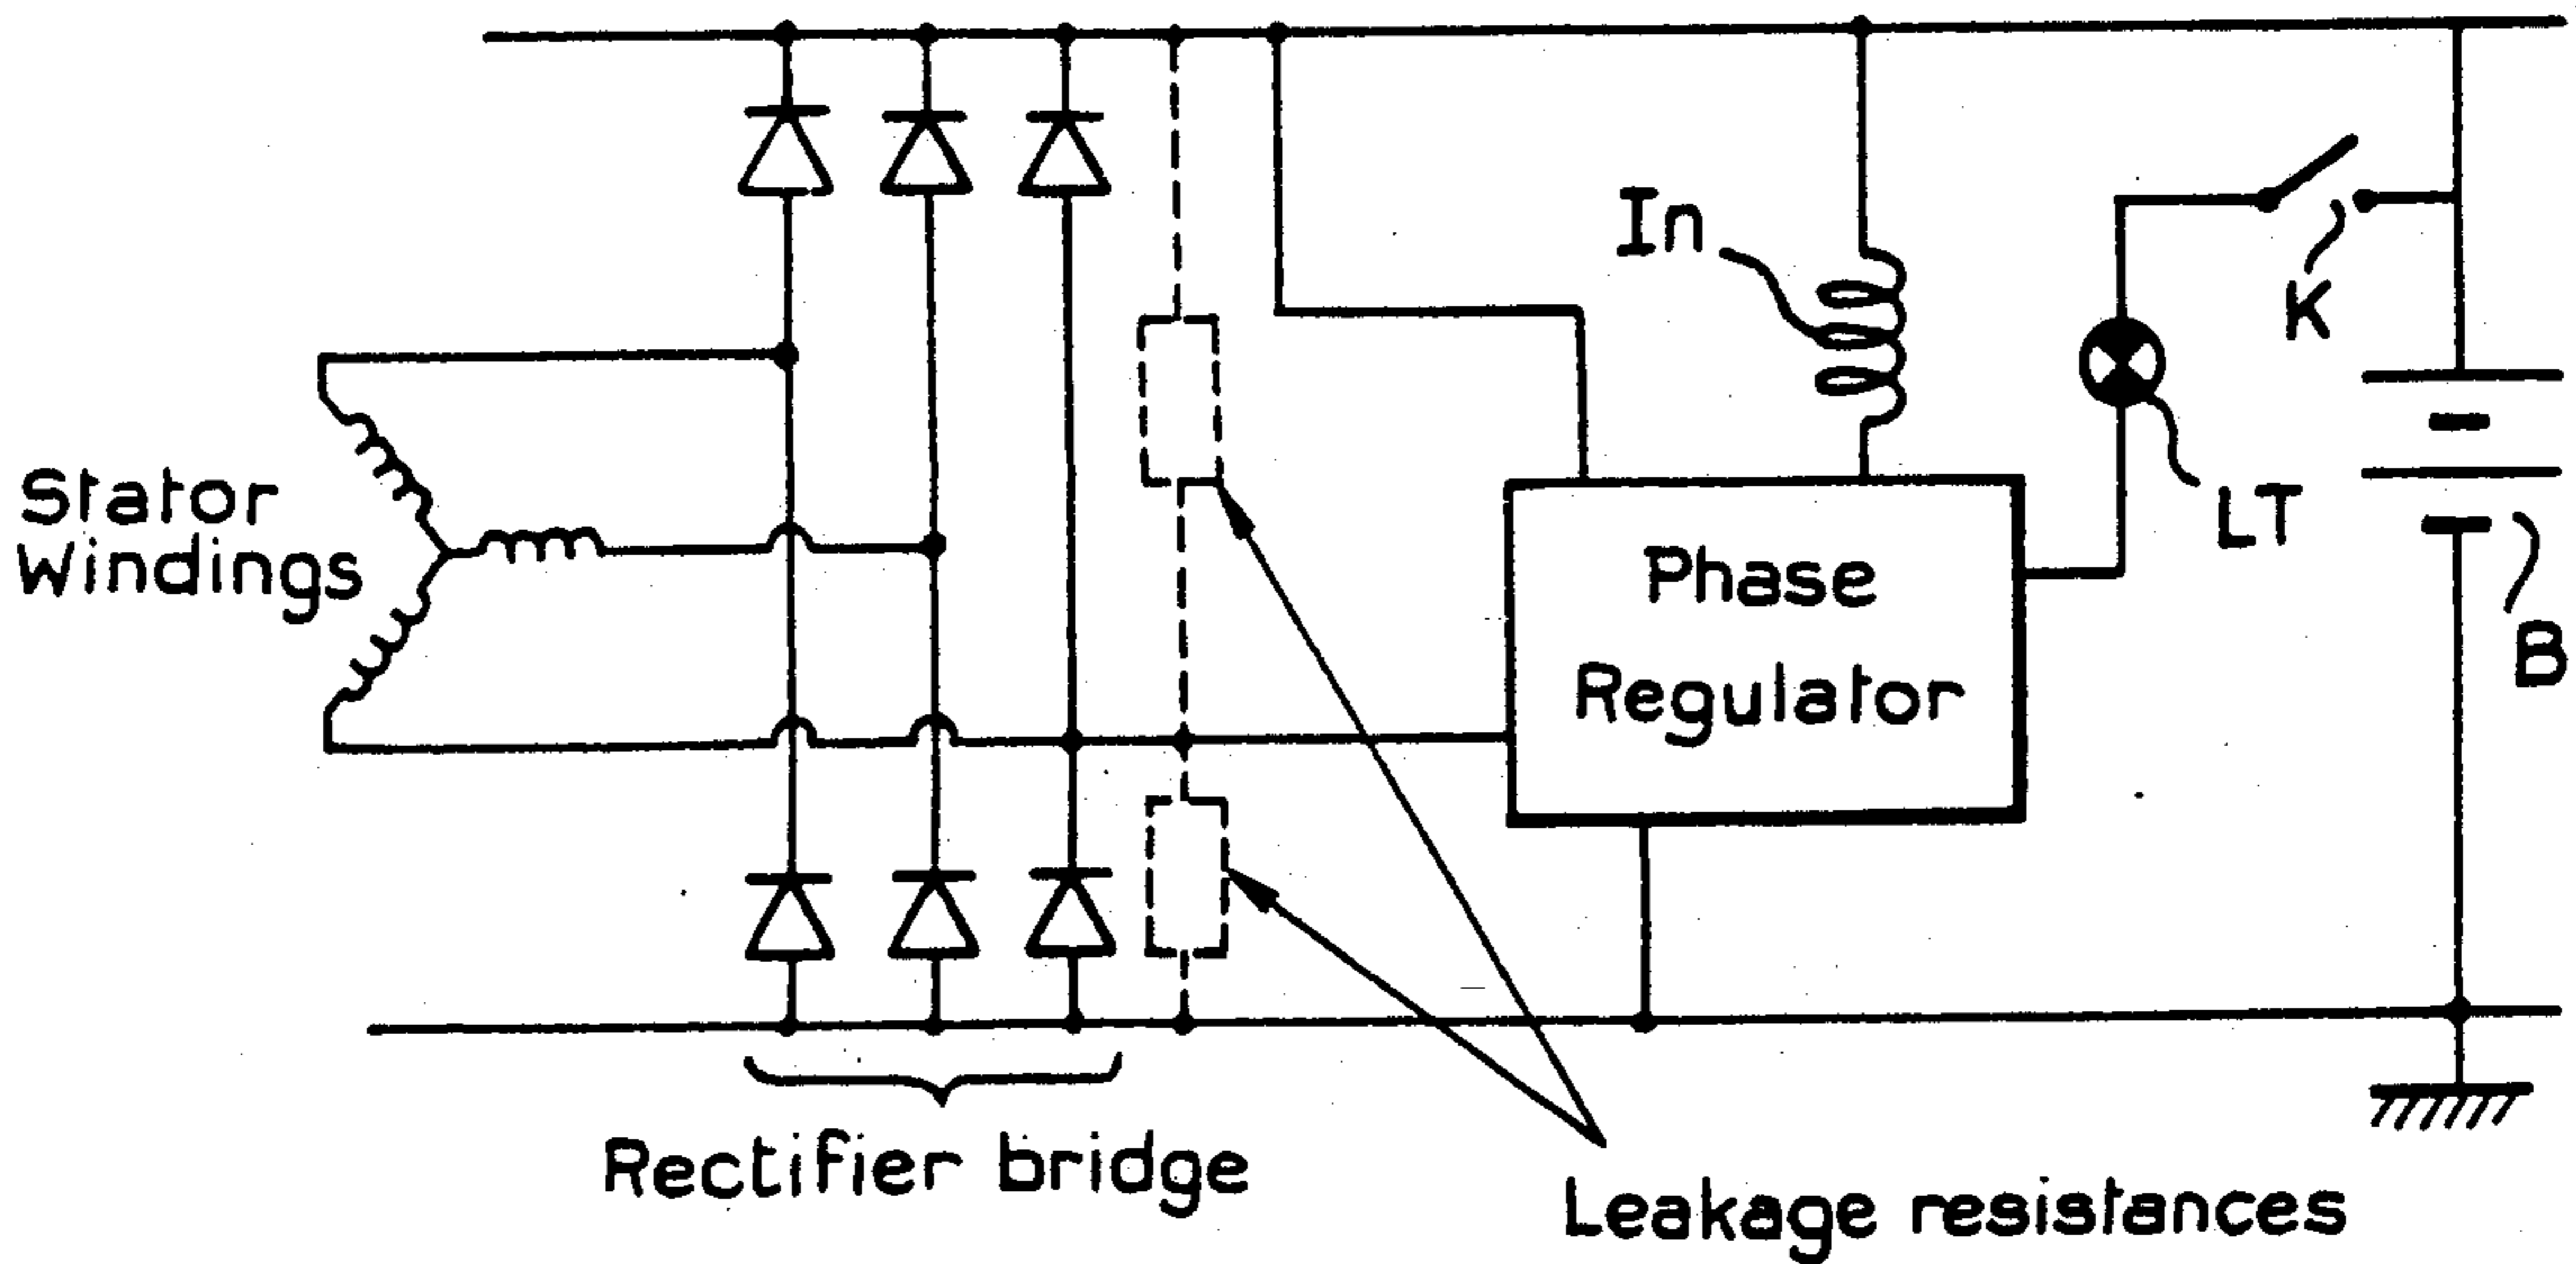 In
K
Stator
Windings
LT
Phase
Regulator
B
Rectifier bridge
Leakage resistances